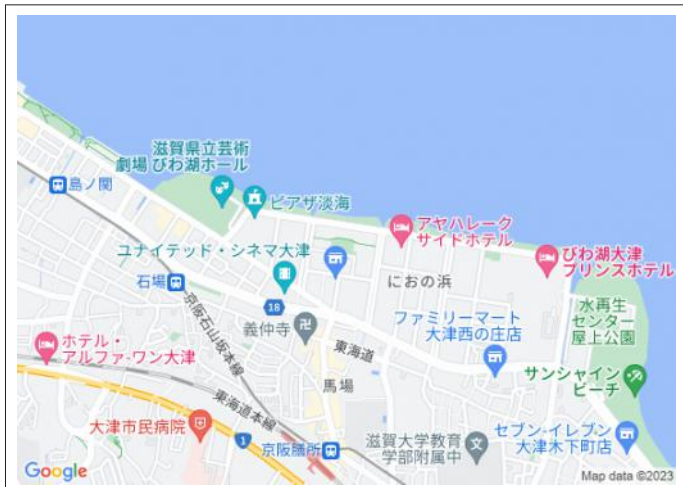 滋賀県立芸術
劇場 びわ湖ホール
島ノ関
ピアザ淡海
アヤハレーク
サイドホテル
びわ湖大津
プリンスホテル
ユナイテッド・シネマ大津
におの浜
石場
18
水再生
センター
屋上公園
ファミリーマート
大津西の庄店
京阪石山坂本線
義仲寺
東海道
ホテル・
アルファ・ワン大津
馬場
サンシャイン
ビーチ
東海道本線
大津市民病院
1
京阪膳所
滋賀大学教育
学部附属中
セブン-イレブン
大津木下町店
Google
Map data ©2023